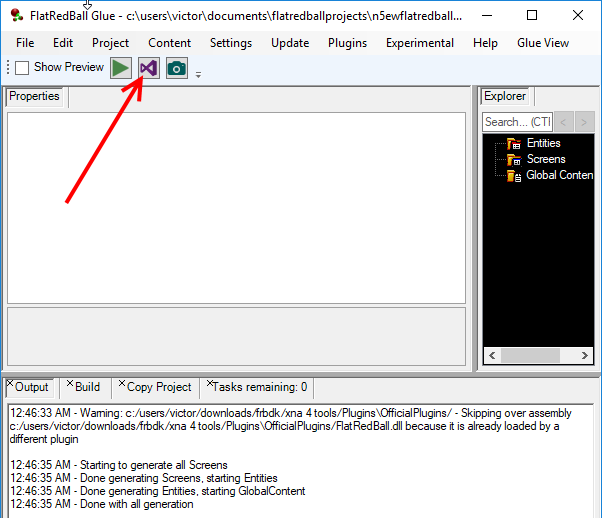 FlatRedBall Glue - c:\users\victor\documents\flatredballprojects\n5ewflatredball...
File Edit Project Content Settings Update Plugins Experimental Help Glue View
Show Preview
Properties
Explorer
Search... (CTI
Entities
Screens
Global Conten
Output Build Copy Project Tasks remaining: 0
12:46:33 AM - Warning: c:/users/victor/downloads/frbdk/xna 4 tools/Plugins\OfficialPlugins/ - Skipping over assembly
c:/users/victor/downloads/frbdk/xna 4 tools/Plugins\OfficialPlugins/FlatRedBall.dll because it is already loaded by a
different plugin
12:46:35 AM - Starting to generate all Screens
12:46:35 AM - Done generating Screens, starting Entities
12:46:35 AM - Done generating Entities, starting GlobalContent
12:46:35 AM - Done with all generation